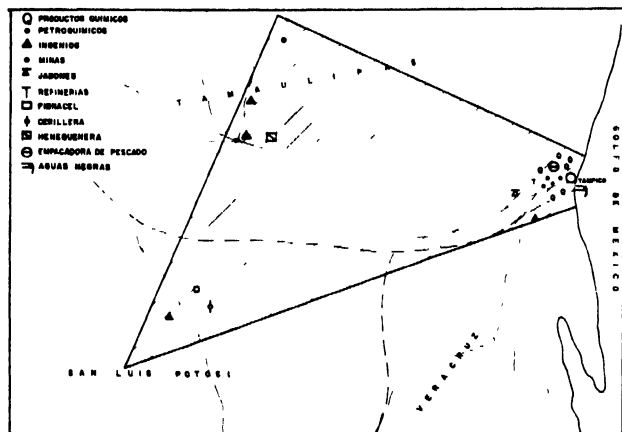 PRODUCTOS QUIMICOS
PETROQUIMICOS
INGENIOS
MINAS
JABONES
REFINERIAS
FIBRACEL
CERILLERA
HENEQUENERA
EMPACADORA DE PESCADO
AGUAS NEGRAS
TAMAULIPAS
TAMPICO
GOLFO DE MEXICO
SAN LUIS POTOSI
VERACRUZ